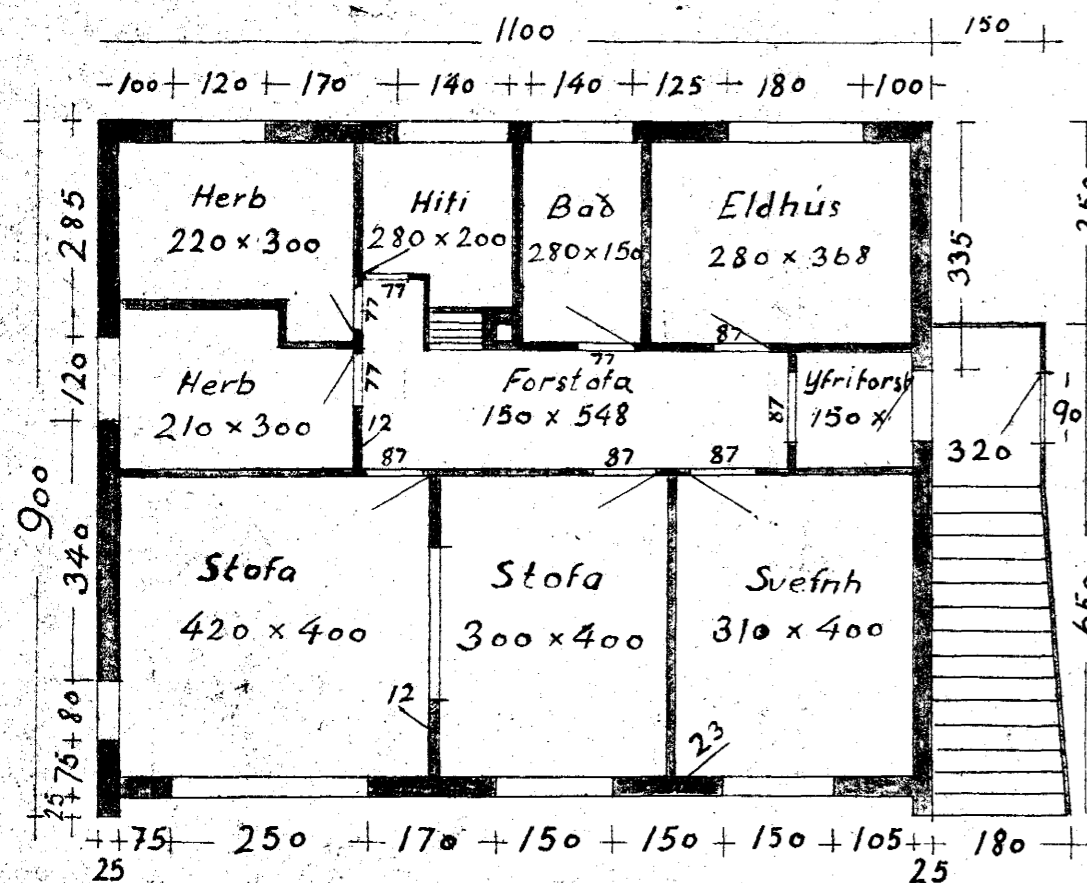 1100
150
100 120 170 140 140 125 180 100
285
120
340
80
75
25
900
Herb
220 x 300
Hiti
280 x 200
Bað
280x150
Eldhús
280 x 368
335
77
77
77
77
87
Herb
210 x 300
12
Forstofa
150 x 548
87
Yfriforst
150 x
90
320
87
87
87
Stofa
420 x 400
Stofa
300 x 400
Svefnh
310 x 400
12
23
650
75 250 170 150 150 150 105 180
25
25